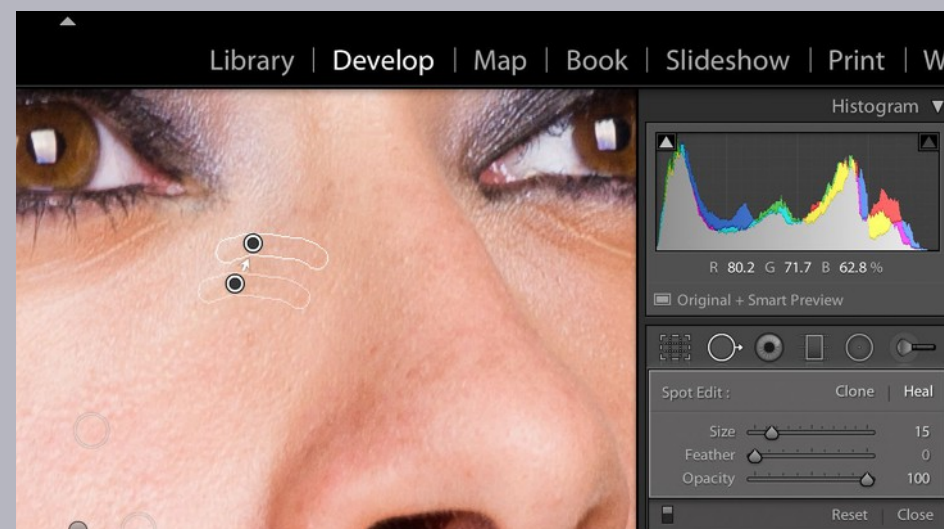 Library | Develop | Map | Book | Slideshow | Print | W
Histogram
R 80.2 G 71.7 B 62.8 %
Original + Smart Preview
Spot Edit : Clone | Heal
Size 15
Feather 0
Opacity 100
Reset | Close